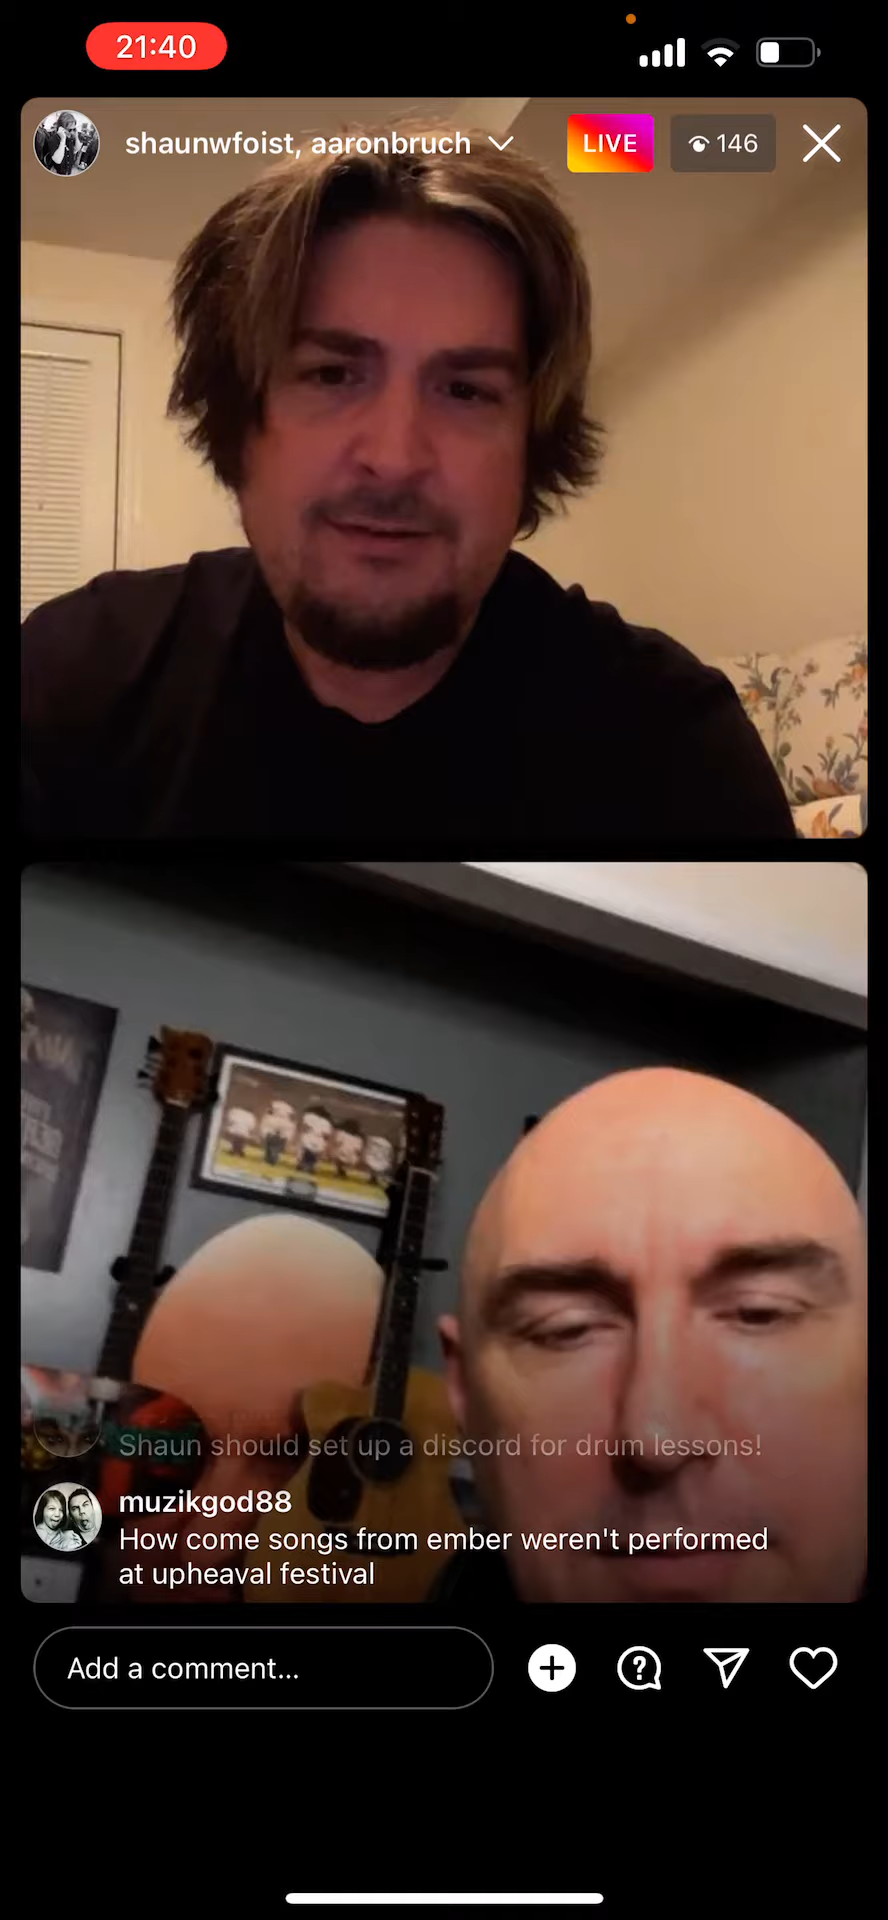 21:40
shaunwfoist, aaronbruch
LIVE
146
Shaun should set up a discord for drum lessons!
muzikgod88
How come songs from ember weren't performed
at upheaval festival
Add a comment...